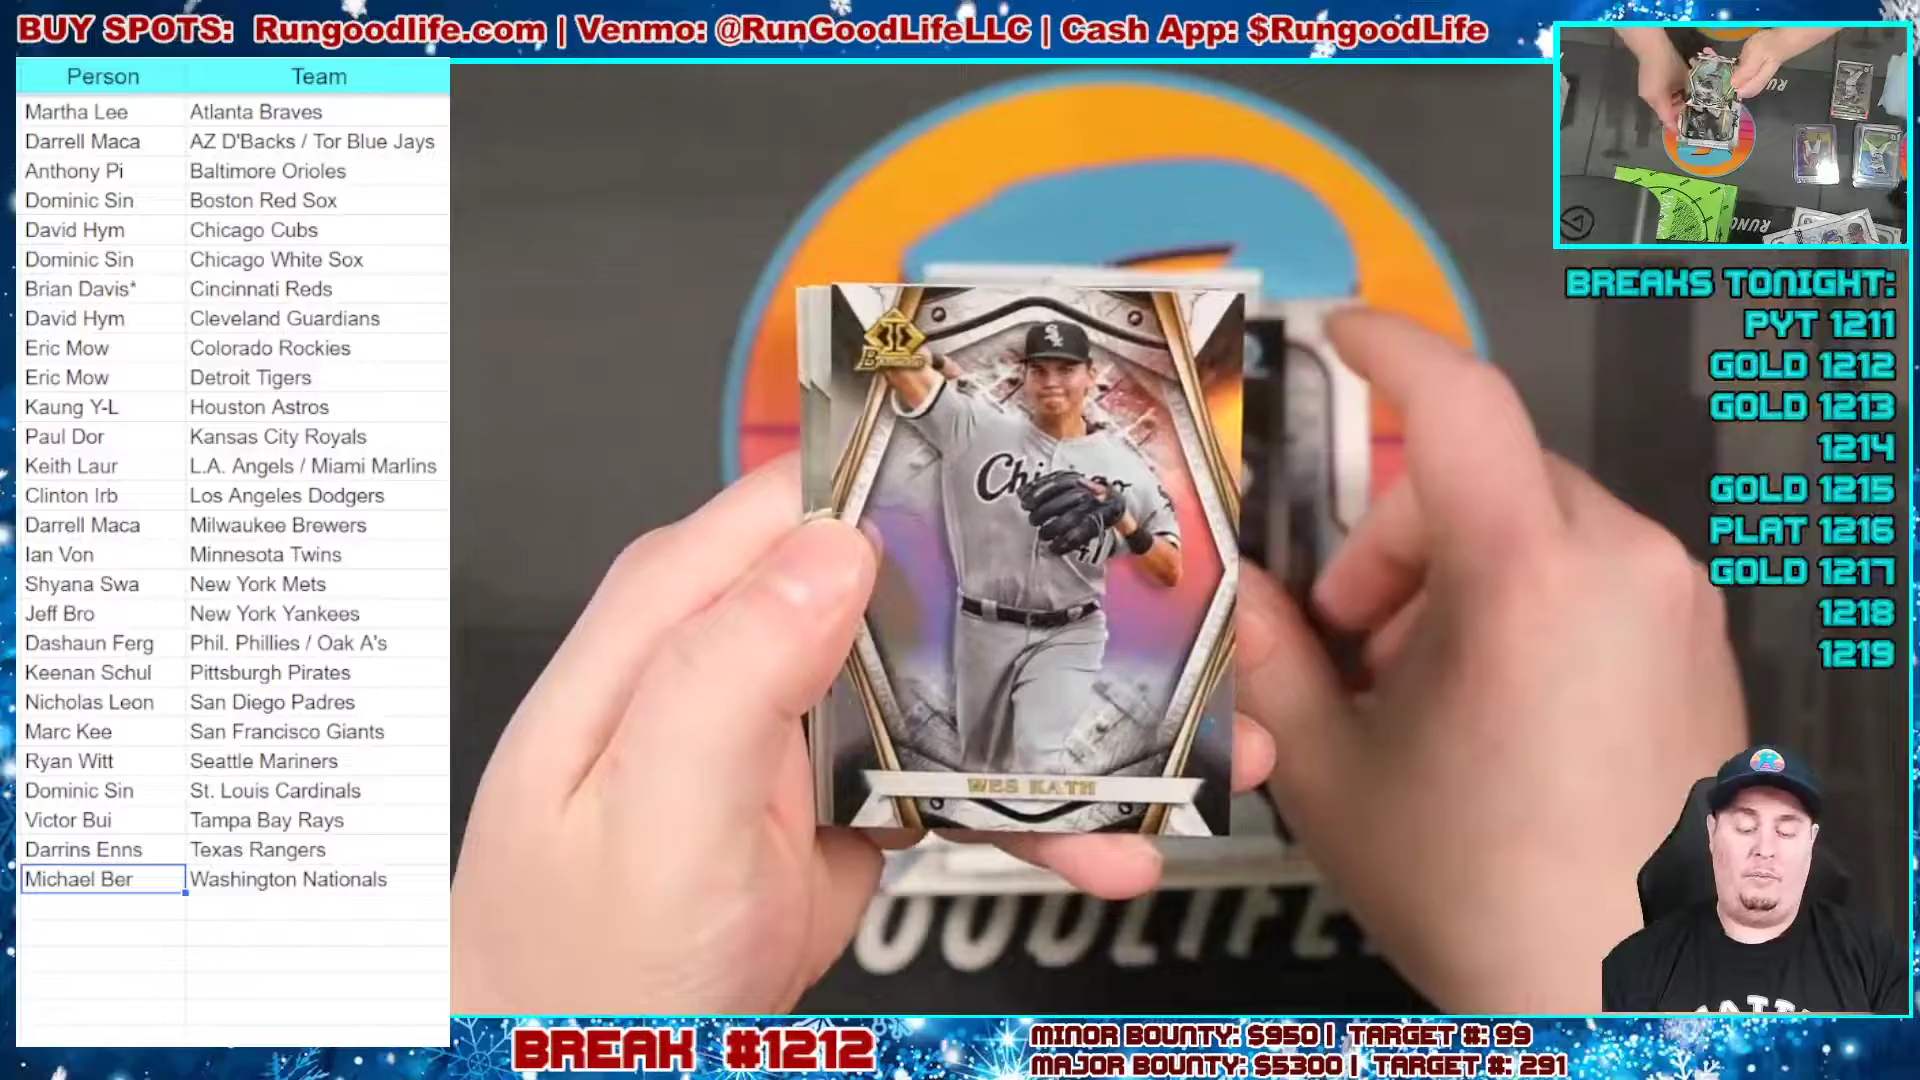 BUY SPOTS: Rungoodlife.com | Venmo: @RunGoodLifeLLC | Cash App: $RungoodLife
Person Team
Martha Lee Atlanta Braves
Darrell Maca AZ D'Backs / Tor Blue Jays
Anthony Pi Baltimore Orioles
Dominic Sin Boston Red Sox
David Hym Chicago Cubs
Dominic Sin Chicago White Sox
Brian Davis* Cincinnati Reds
David Hym Cleveland Guardians
Eric Mow Colorado Rockies
Eric Mow Detroit Tigers
Kaung Y-L Houston Astros
Paul Dor Kansas City Royals
Keith Laur L.A. Angels / Miami Marlins
Clinton Irb Los Angeles Dodgers
Darrell Maca Milwaukee Brewers
Ian Von Minnesota Twins
Shyana Swa New York Mets
Jeff Bro New York Yankees
Dashaun Ferg Phil. Phillies / Oak A's
Keenan Schul Pittsburgh Pirates
Nicholas Leon San Diego Padres
Marc Kee San Francisco Giants
Ryan Witt Seattle Mariners
Dominic Sin St. Louis Cardinals
Victor Bui Tampa Bay Rays
Darrins Enns Texas Rangers
Michael Ber Washington Nationals
WES KATH
OODLIFE
BREAKS TONIGHT:
PYT 1211
GOLD 1212
GOLD 1213
1214
GOLD 1215
PLAT 1216
GOLD 1217
1218
1219
BREAK #1212
MINOR BOUNTY: $950 | TARGET #: 99
MAJOR BOUNTY: $5300 | TARGET #: 291